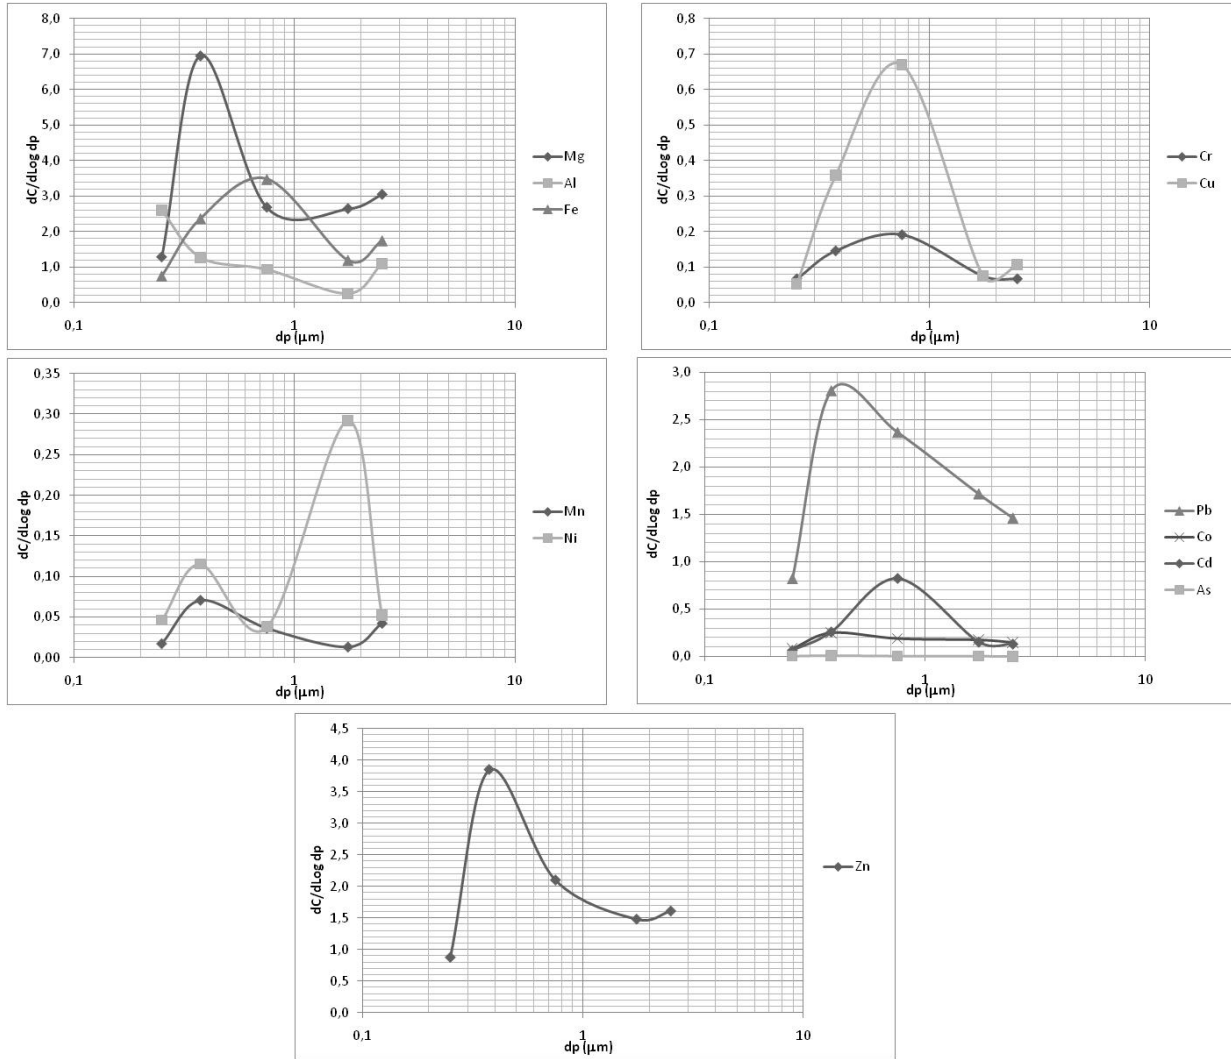 8,0
7,0
6,0
5,0
4,0
3,0
2,0
1,0
0,0
dC/dLog dp
0,1
1
10
dp (μm)
Mg
Al
Fe
0,8
0,7
0,6
0,5
0,4
0,3
0,2
0,1
0,0
dC/dLog dp
0,1
1
10
dp (μm)
Cr
Cu
0,35
0,30
0,25
0,20
0,15
0,10
0,05
0,00
dC/dLog dp
0,1
1
10
dp (μm)
Mn
Ni
3,0
2,5
2,0
1,5
1,0
0,5
0,0
dC/dLog dp
0,1
1
10
dp (μm)
Pb
Co
Cd
As
4,5
4,0
3,5
3,0
2,5
2,0
1,5
1,0
0,5
0,0
dC/dLog dp
0,1
1
10
dp (μm)
Zn